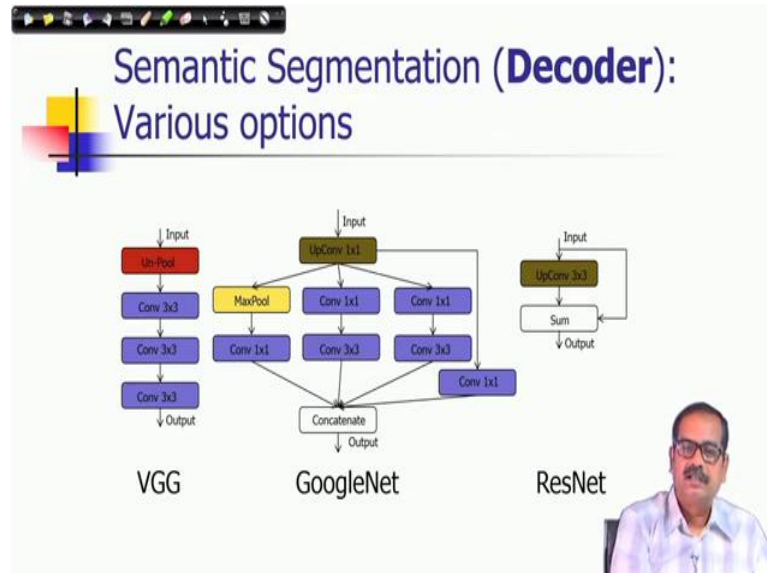 Semantic Segmentation (Decoder):
Various options
Input
Un-Pool
Conv 3x3
Conv 3x3
Conv 3x3
Output
VGG
Input
UpConv 1x1
MaxPool
Conv 1x1
Conv 1x1
Conv 1x1
Conv 3x3
Conv 3x3
Conv 1x1
Concatenate
Output
GoogleNet
Input
UpConv 3x3
Sum
Output
ResNet